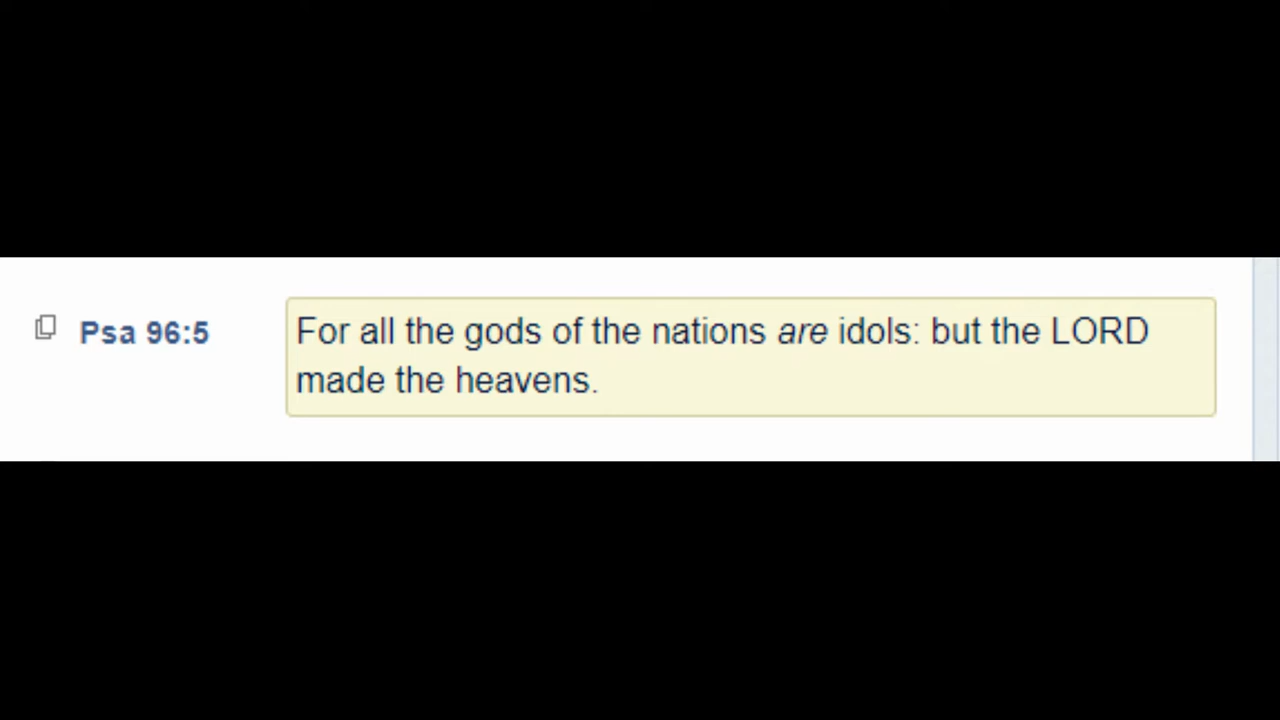 Psa 96:5
For all the gods of the nations are idols: but the LORD
made the heavens.